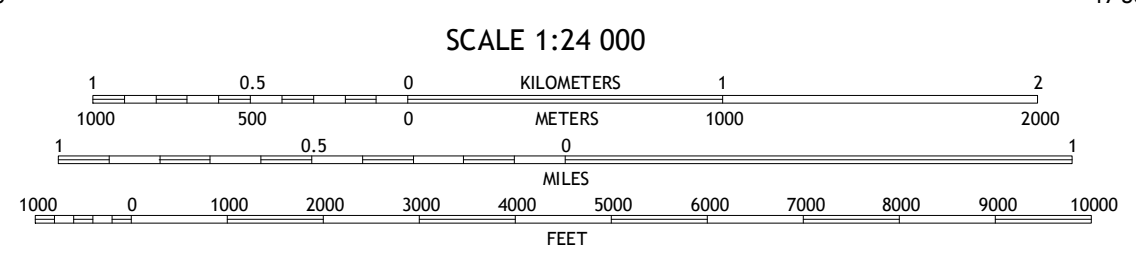 SCALE 1:24 000
1 0.5 0 KILOMETERS 1 2
1000 500 0 METERS 1000 2000
1 0.5 0 1
MILES
1000 0 1000 2000 3000 4000 5000 6000 7000 8000 9000 10000
FEET